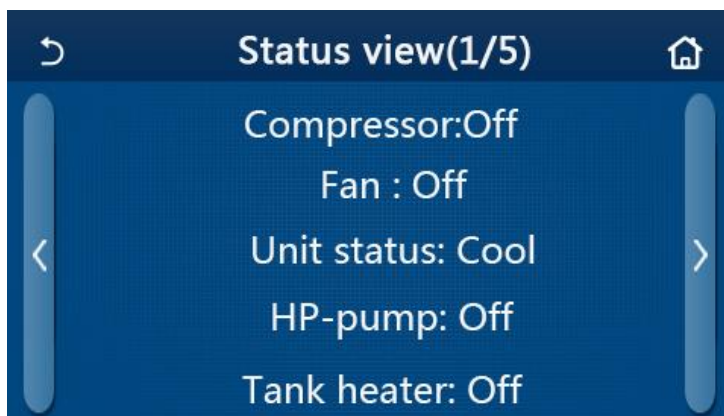 Status view(1/5)
Compressor:Off
Fan : Off
Unit status: Cool
HP-pump: Off
Tank heater: Off